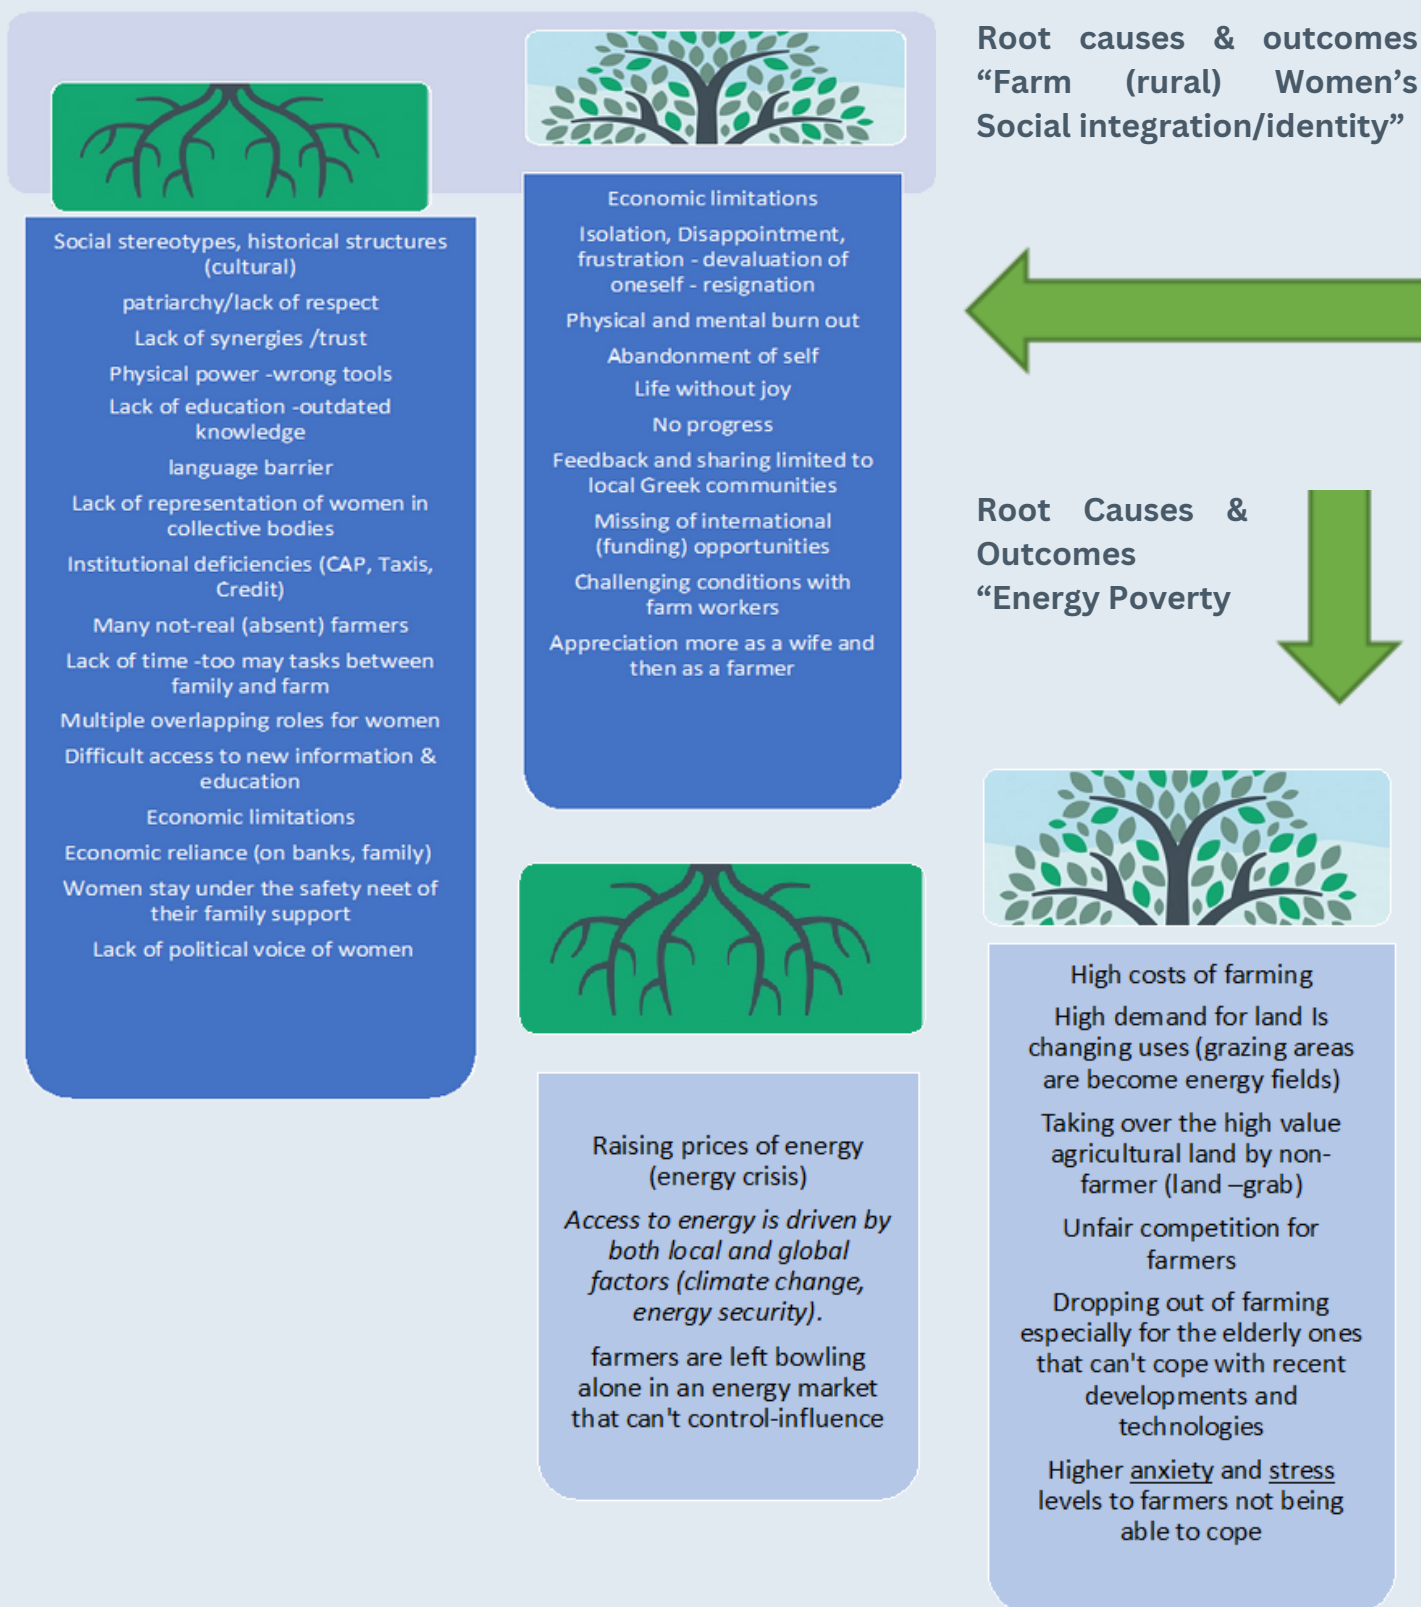 Root causes & outcomes
“Farm (rural) Women’s
Social integration/identity”
Social stereotypes, historical structures
(cultural)
patriarchy/lack of respect
Lack of synergies /trust
Physical power -wrong tools
Lack of education -outdated
knowledge
language barrier
Lack of representation of women in
collective bodies
Institutional deficiencies (CAP, Taxis,
Credit)
Many not-real (absent) farmers
Lack of time -too may tasks between
family and farm
Multiple overlapping roles for women
Difficult access to new information &
education
Economic limitations
Economic reliance (on banks, family)
Women stay under the safety neet of
their family support
Lack of political voice of women
Economic limitations
Isolation, Disappointment,
frustration - devaluation of
oneself - resignation
Physical and mental burn out
Abandonment of self
Life without joy
No progress
Feedback and sharing limited to
local Greek communities
Missing of international
(funding) opportunities
Challenging conditions with
farm workers
Appreciation more as a wife and
then as a farmer
Root Causes &
Outcomes
“Energy Poverty
Raising prices of energy
(energy crisis)
Access to energy is driven by
both local and global
factors (climate change,
energy security).
farmers are left bowling
alone in an energy market
that can't control-influence
High costs of farming
High demand for land Is
changing uses (grazing areas
are become energy fields)
Taking over the high value
agricultural land by non-
farmer (land –grab)
Unfair competition for
farmers
Dropping out of farming
especially for the elderly ones
that can't cope with recent
developments and
technologies
Higher anxiety and stress
levels to farmers not being
able to cope